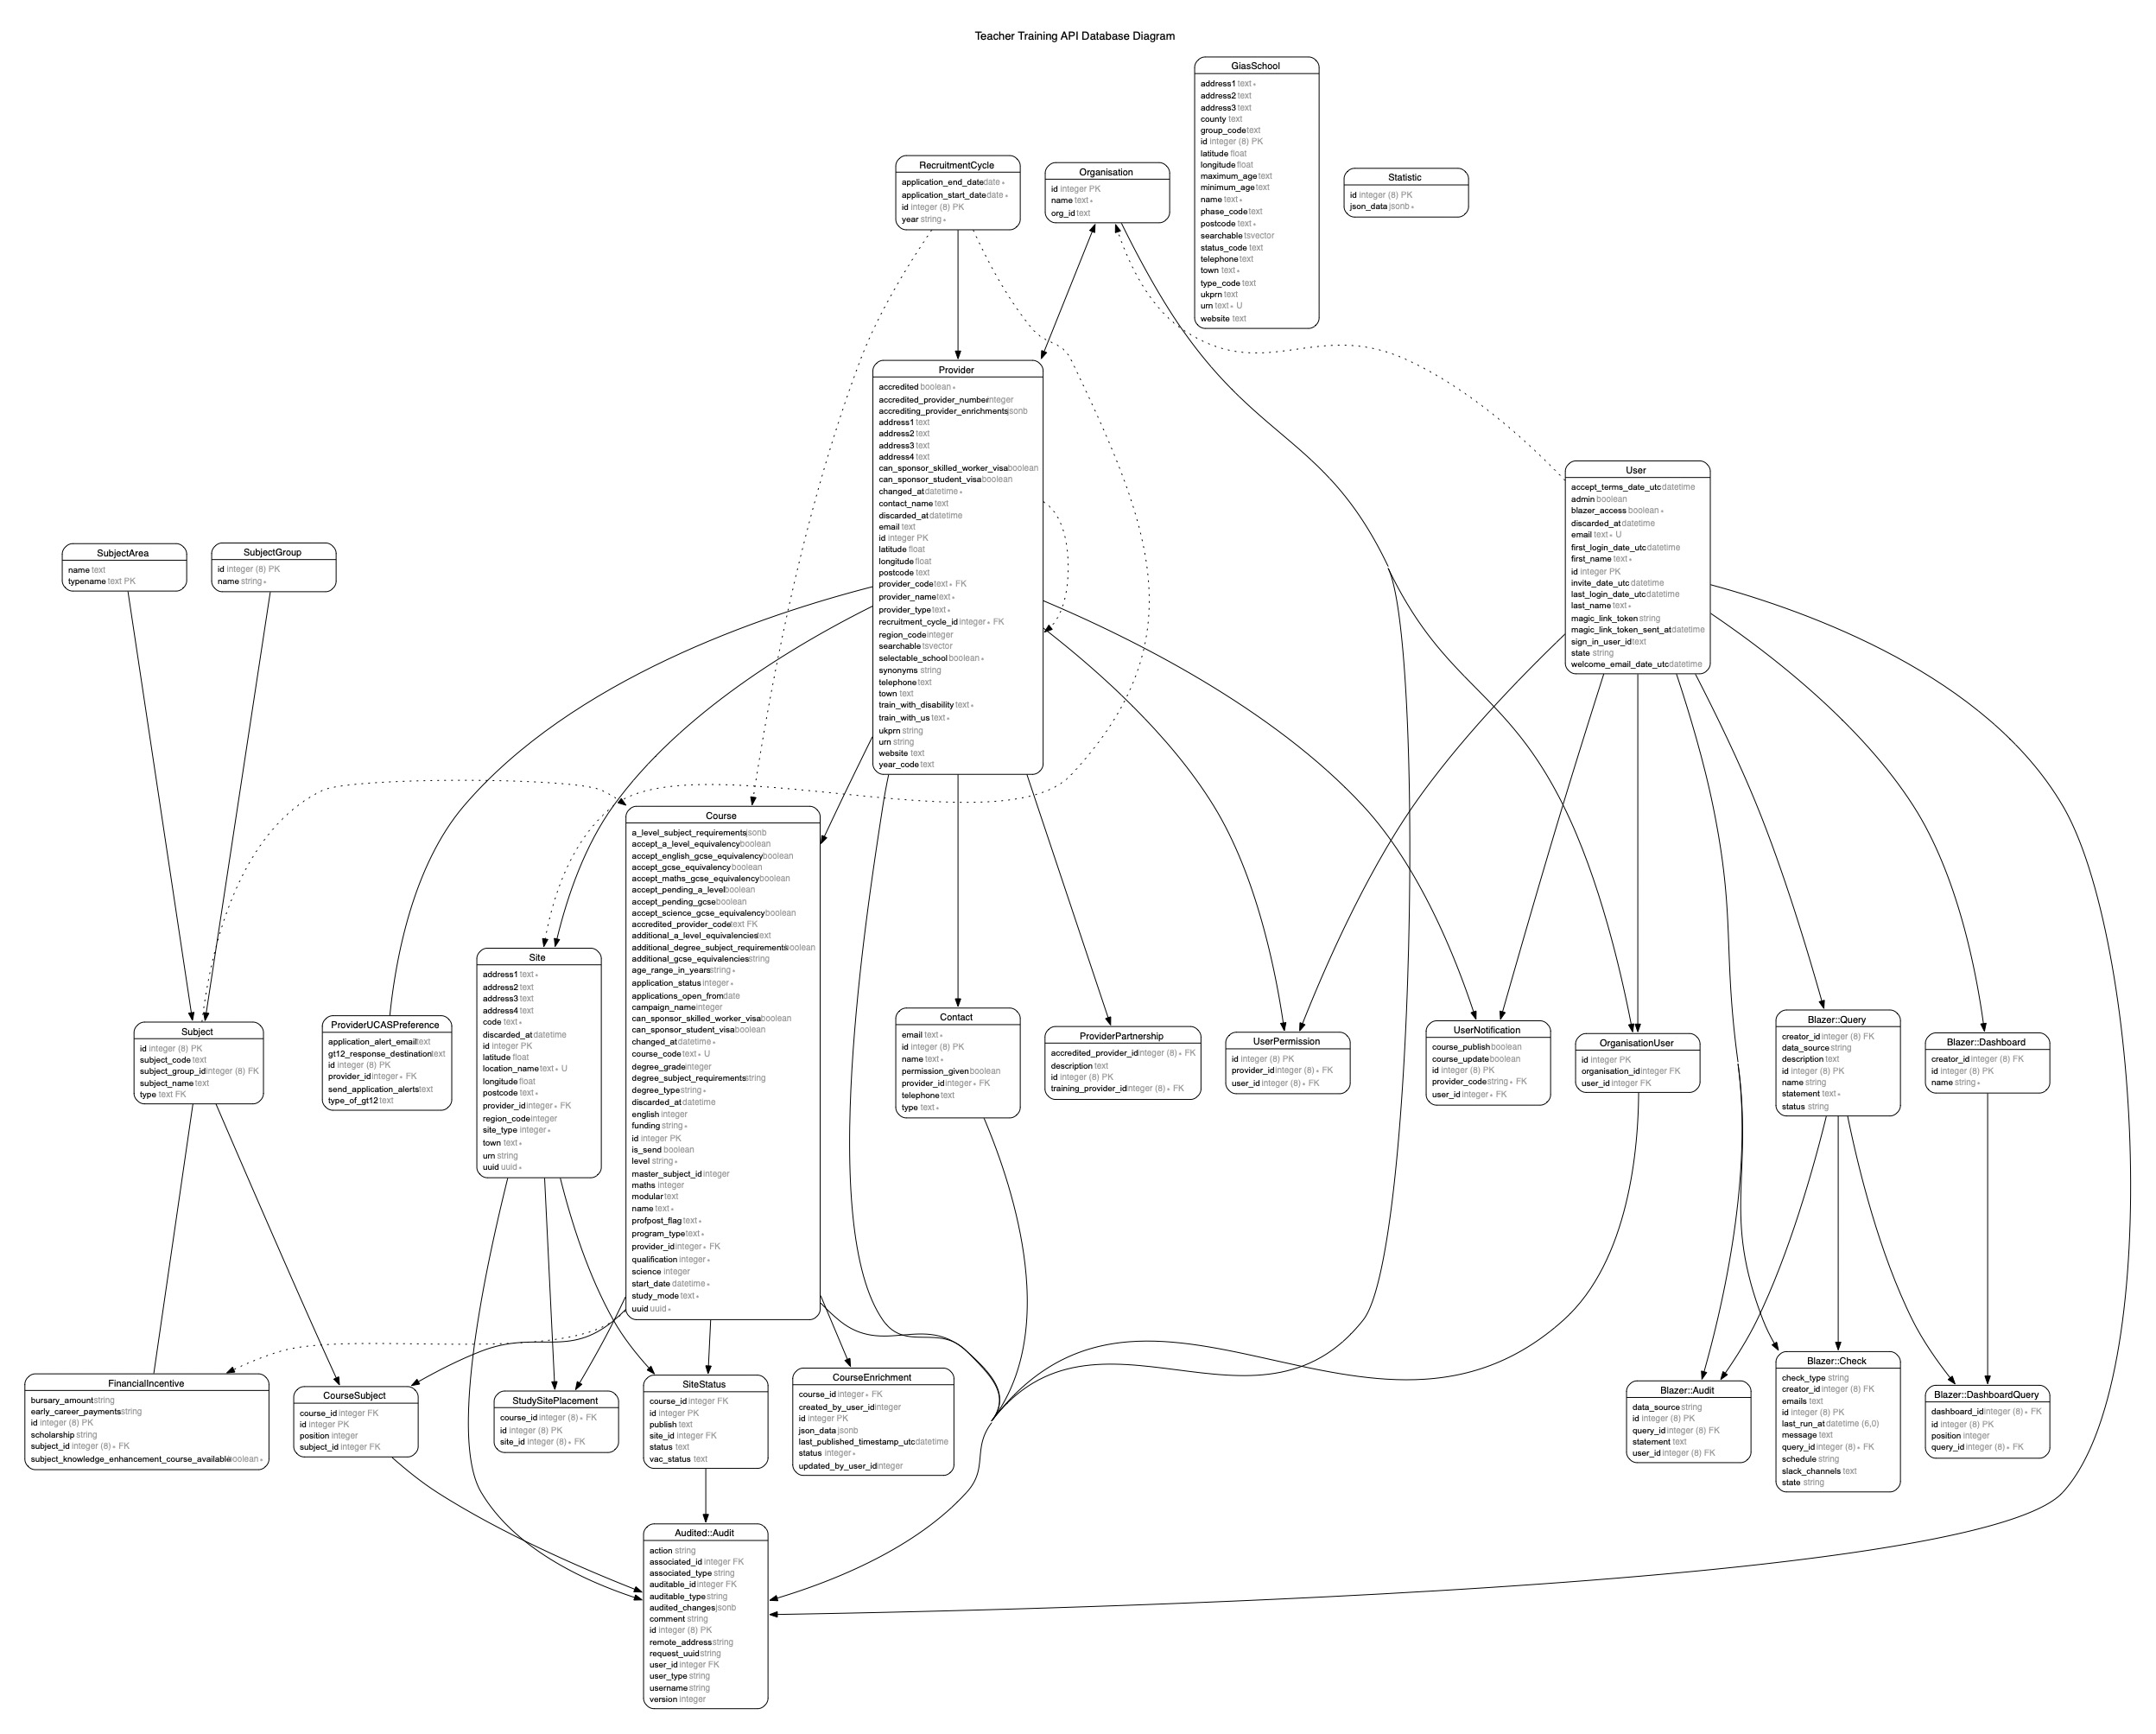 Teacher Training API Database Diagram
GiasSchool
address1 text ∗
address2 text
address3 text
county text
group_code text
id integer (8) PK
latitude float
longitude float
maximum_age text
minimum_age text
name text ∗
phase_code text
postcode text ∗
searchable tsvector
status_code text
telephone text
town text ∗
type_code text
ukprn text
urn text ∗ U
website text
RecruitmentCycle
application_end_date date ∗
application_start_date date ∗
id integer (8) PK
year string ∗
Organisation
id integer PK
name text ∗
org_id text
Statistic
id integer (8) PK
json_data jsonb ∗
Provider
accredited boolean ∗
accredited_provider_number integer
accrediting_provider_enrichments jsonb
address1 text
address2 text
address3 text
address4 text
can_sponsor_skilled_worker_visa boolean
can_sponsor_student_visa boolean
changed_at datetime ∗
contact_name text
discarded_at datetime
email text
id integer PK
latitude float
longitude float
postcode text
provider_code text ∗ FK
provider_name text ∗
provider_type text ∗
recruitment_cycle_id integer ∗ FK
region_code integer
searchable tsvector
selectable_school boolean ∗
synonyms string
telephone text
town text
train_with_disability text ∗
train_with_us text ∗
ukprn string
urn string
website text
year_code text
User
accept_terms_date_utc datetime
admin boolean
blazer_access boolean ∗
discarded_at datetime
email text ∗ U
first_login_date_utc datetime
first_name text ∗
id integer PK
invite_date_utc datetime
last_login_date_utc datetime
last_name text ∗
magic_link_token string
magic_link_token_sent_at datetime
sign_in_user_id text
state string
welcome_email_date_utc datetime
SubjectArea
name text
typename text PK
SubjectGroup
id integer (8) PK
name string ∗
Course
a_level_subject_requirements jsonb
accept_a_level_equivalency boolean
accept_english_gcse_equivalency boolean
accept_gcse_equivalency boolean
accept_maths_gcse_equivalency boolean
accept_pending_a_level boolean
accept_pending_gcse boolean
accept_science_gcse_equivalency boolean
accredited_provider_code text FK
additional_a_level_equivalencies text
additional_degree_subject_requirements boolean
additional_gcse_equivalencies string
age_range_in_years string ∗
application_status integer ∗
applications_open_from date
campaign_name integer
can_sponsor_skilled_worker_visa boolean
can_sponsor_student_visa boolean
changed_at datetime ∗
course_code text ∗ U
degree_grade integer
degree_subject_requirements string
degree_type string ∗
discarded_at datetime
english integer
funding string ∗
id integer PK
is_send boolean
level string ∗
master_subject_id integer
maths integer
modular text
name text ∗
profpost_flag text ∗
program_type text ∗
provider_id integer ∗ FK
qualification integer ∗
science integer
start_date datetime ∗
study_mode text ∗
uuid uuid ∗
Site
address1 text ∗
address2 text
address3 text
address4 text
code text ∗
discarded_at datetime
id integer PK
latitude float
location_name text ∗ U
longitude float
postcode text ∗
provider_id integer ∗ FK
region_code integer
site_type integer ∗
town text ∗
urn string
uuid uuid ∗
Subject
id integer (8) PK
subject_code text
subject_group_id integer (8) FK
subject_name text
type text FK
ProviderUCASPreference
application_alert_email text
gt12_response_destination text
id integer (8) PK
provider_id integer ∗ FK
send_application_alerts text
type_of_gt12 text
Contact
email text ∗
id integer (8) PK
name text ∗
permission_given boolean
provider_id integer ∗ FK
telephone text
type text ∗
ProviderPartnership
accredited_provider_id integer (8) ∗ FK
description text
id integer (8) PK
training_provider_id integer (8) ∗ FK
UserPermission
id integer (8) PK
provider_id integer (8) ∗ FK
user_id integer (8) ∗ FK
UserNotification
course_publish boolean
course_update boolean
id integer (8) PK
provider_code string ∗ FK
user_id integer ∗ FK
OrganisationUser
id integer PK
organisation_id integer FK
user_id integer FK
Blazer::Query
creator_id integer (8) FK
data_source string
description text
id integer (8) PK
name string
statement text ∗
status string
Blazer::Dashboard
creator_id integer (8) FK
id integer (8) PK
name string ∗
FinancialIncentive
bursary_amount string
early_career_payments string
id integer (8) PK
scholarship string
subject_id integer (8) ∗ FK
subject_knowledge_enhancement_course_available boolean ∗
CourseSubject
course_id integer FK
id integer PK
position integer
subject_id integer FK
StudySitePlacement
course_id integer (8) ∗ FK
id integer (8) PK
site_id integer (8) ∗ FK
SiteStatus
course_id integer FK
id integer PK
publish text
site_id integer FK
status text
vac_status text
CourseEnrichment
course_id integer ∗ FK
created_by_user_id integer
id integer PK
json_data jsonb
last_published_timestamp_utc datetime
status integer ∗
updated_by_user_id integer
Blazer::Audit
data_source string
id integer (8) PK
query_id integer (8) FK
statement text
user_id integer (8) FK
Blazer::Check
check_type string
creator_id integer (8) FK
emails text
id integer (8) PK
last_run_at datetime (6,0)
message text
query_id integer (8) ∗ FK
schedule string
slack_channels text
state string
Blazer::DashboardQuery
dashboard_id integer (8) ∗ FK
id integer (8) PK
position integer
query_id integer (8) ∗ FK
Audited::Audit
action string
associated_id integer FK
associated_type string
auditable_id integer FK
auditable_type string
audited_changes jsonb
comment string
id integer (8) PK
remote_address string
request_uuid string
user_id integer FK
user_type string
username string
version integer